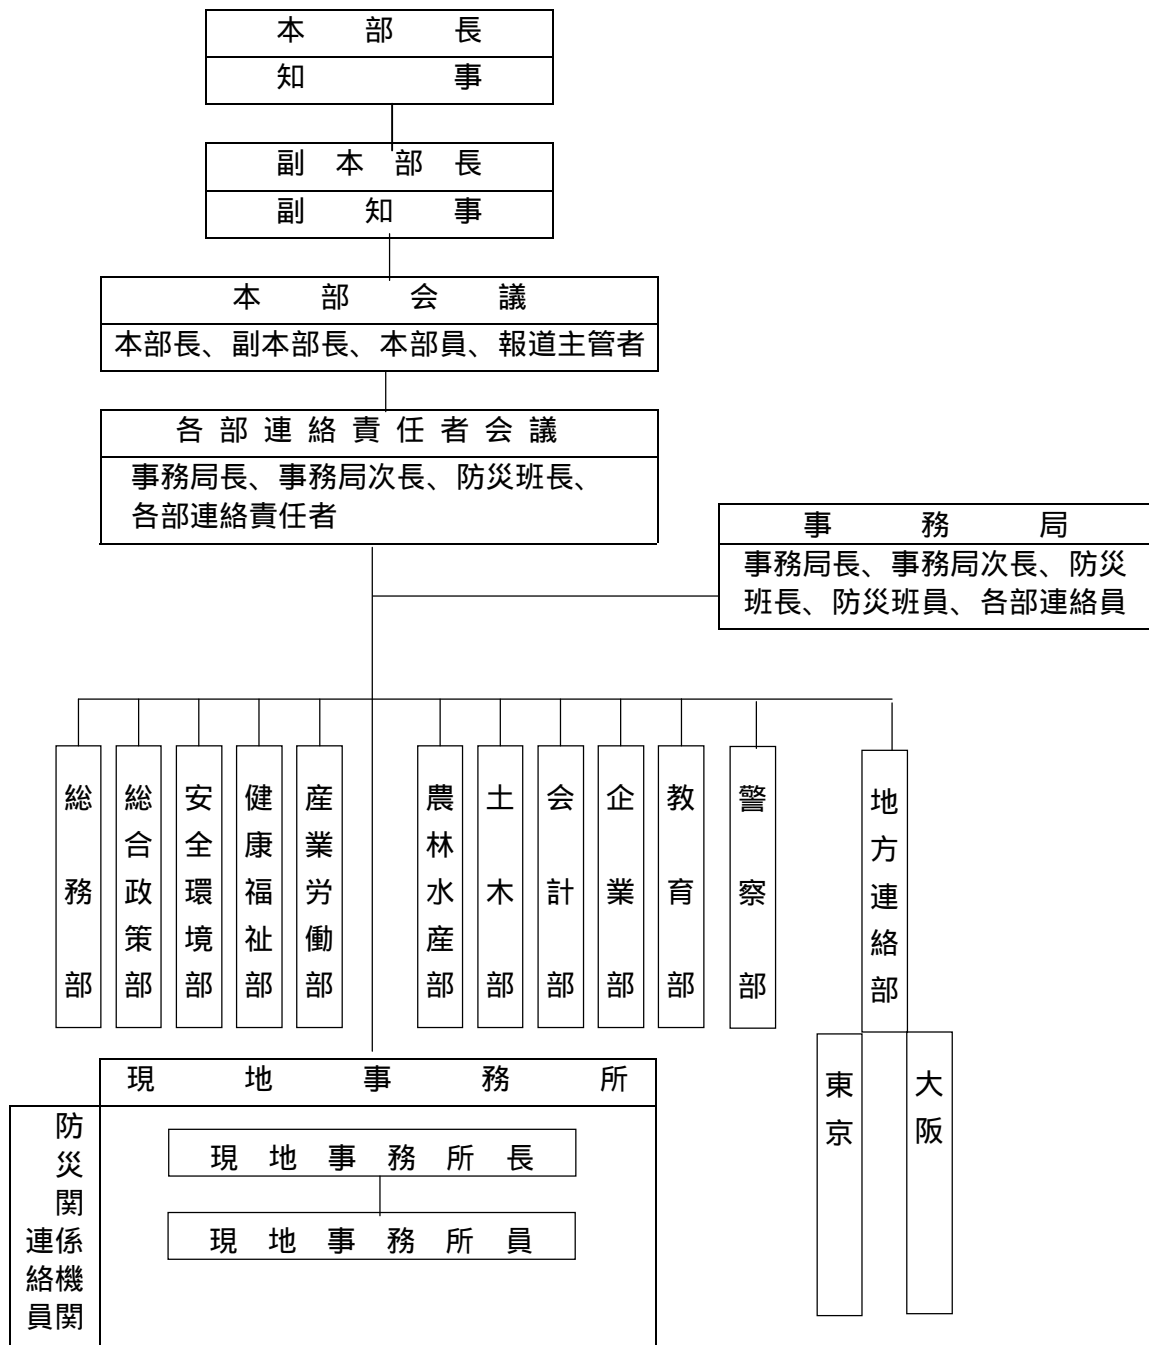 本部長
知事
副本部長
副知事
本部会議
本部長、副本部長、本部員、報道主管者
各部連絡責任者会議
事務局長、事務局次長、防災班長、
各部連絡責任者
事務局
事務局長、事務局次長、防災
班長、防災班員、各部連絡員
総務部
総合政策部
安全環境部
健康福祉部
産業労働部
農林水産部
土木部
会計部
企業部
教育部
警察部
地方連絡部
東京
大阪
現地事務所
防災関係機関
連絡員
現地事務所長
現地事務所員